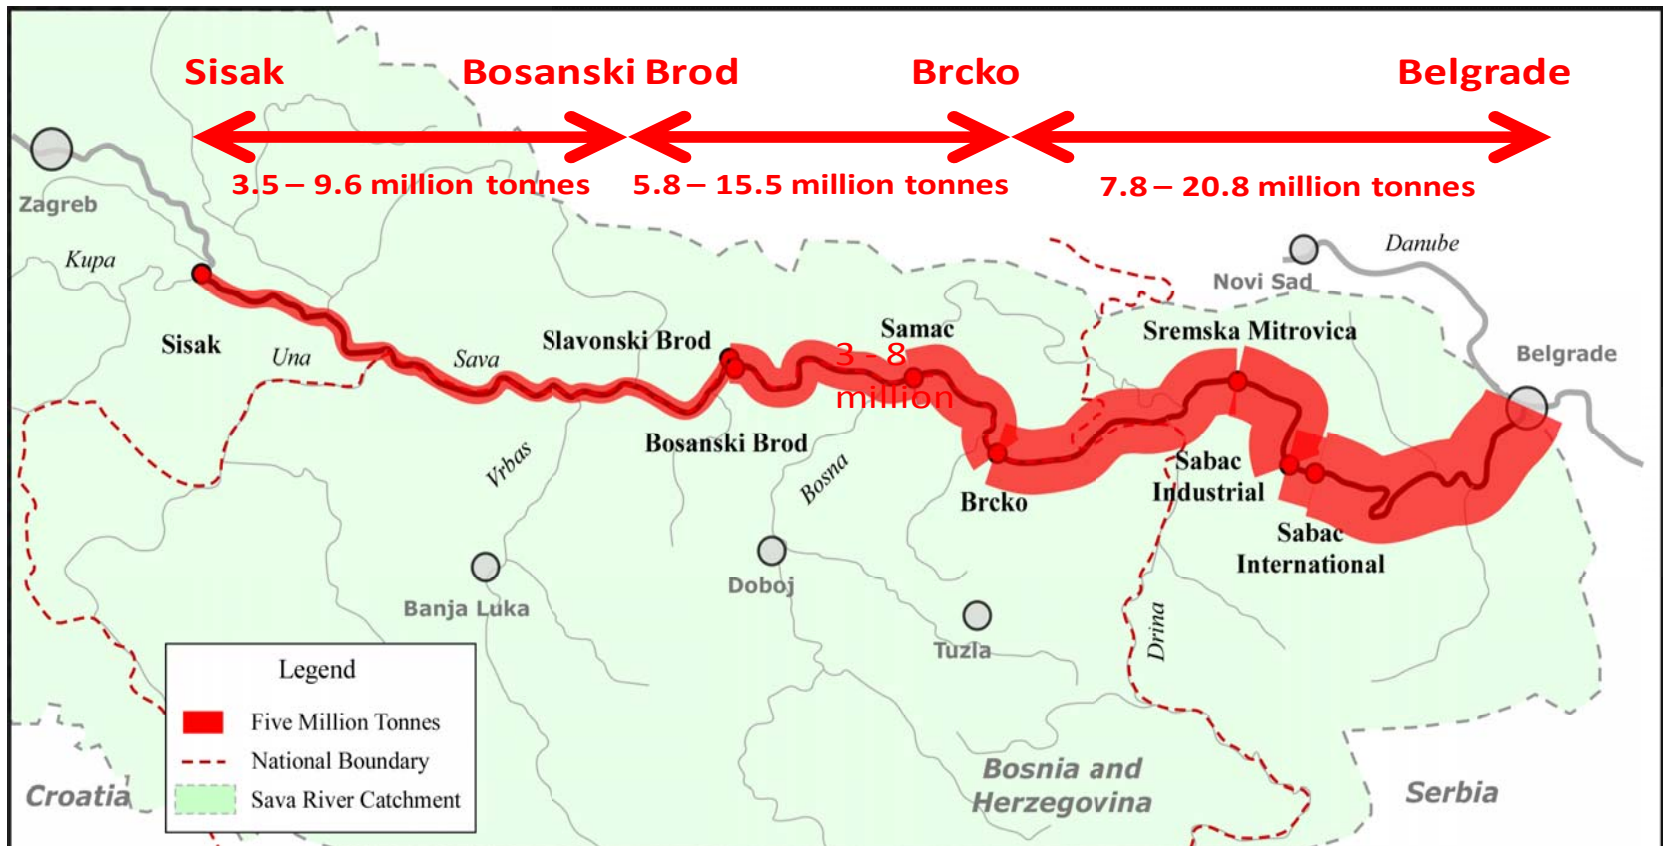 Sisak
Bosanski Brod
Brcko
Belgrade
3.5 – 9.6 million tonnes
5.8 – 15.5 million tonnes
7.8 – 20.8 million tonnes
Zagreb
Kupa
Danube
Novi Sad
Sisak
Una
Sava
Slavonski Brod
Samac
3 - 8
million
Sremska Mitrovica
Belgrade
Bosanski Brod
Vrbas
Bosna
Brcko
Sabac
Industrial
Sabac
International
Banja Luka
Doboj
Tuzla
Drina
Legend
Five Million Tonnes
National Boundary
Sava River Catchment
Croatia
Bosnia and
Herzegovina
Serbia